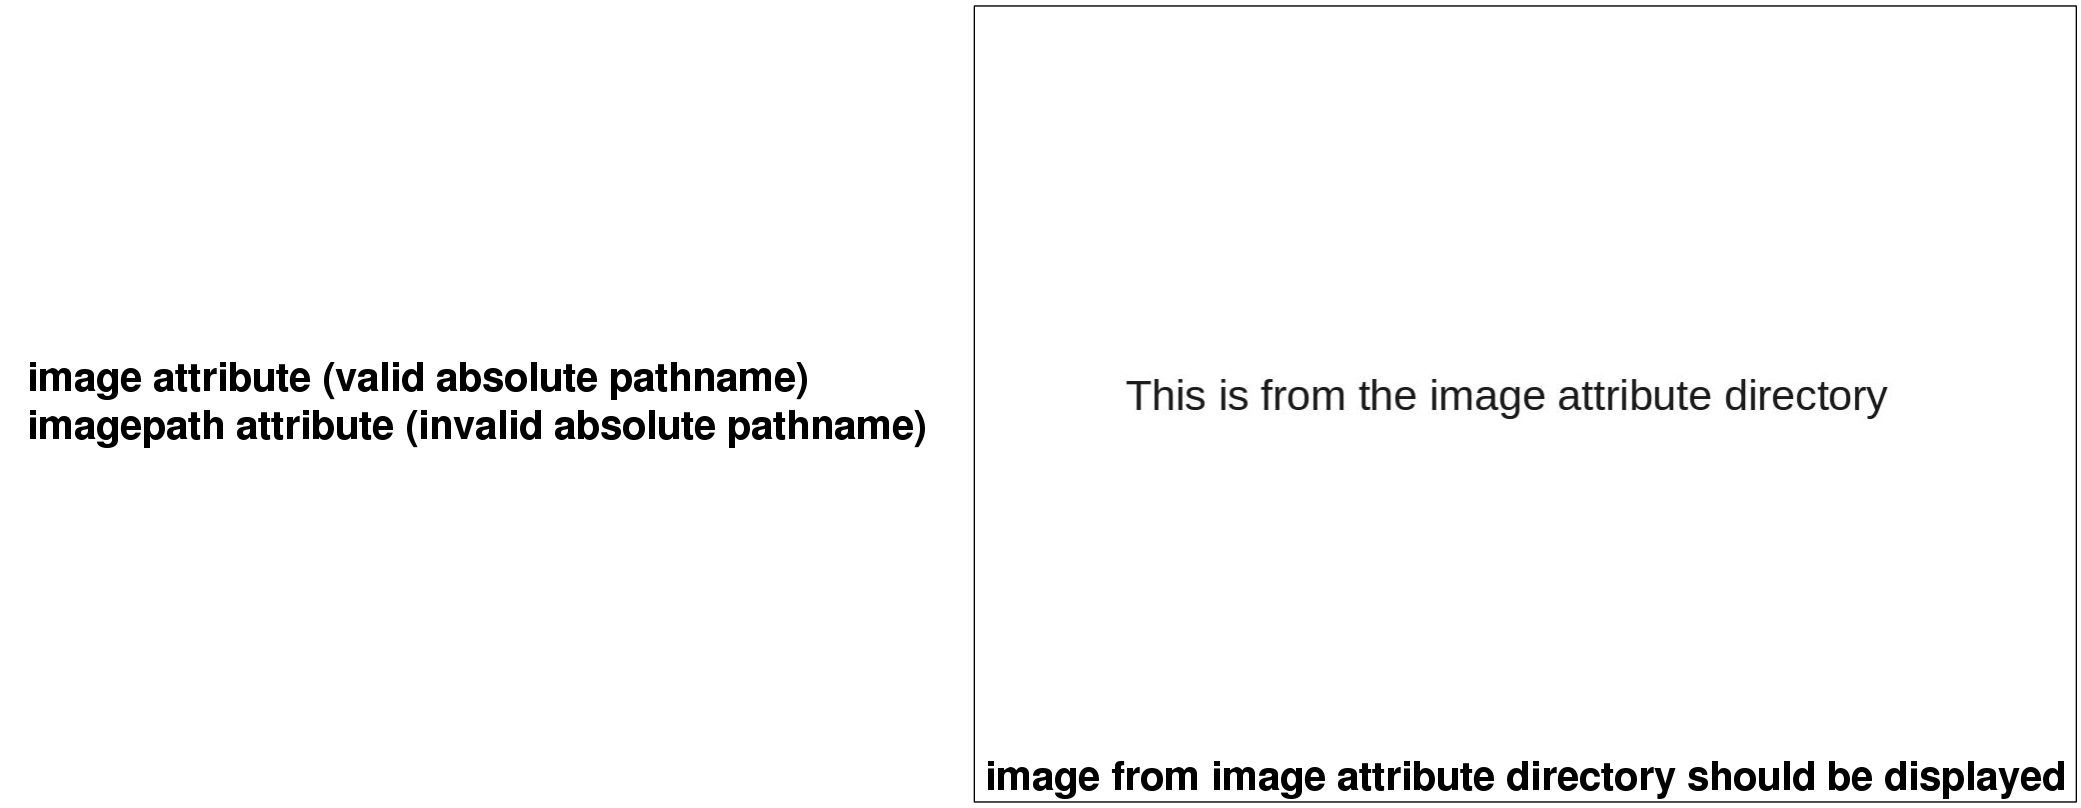 image attribute (valid absolute pathname)
imagepath attribute (invalid absolute pathname)
This is from the image attribute directory
image from image attribute directory should be displayed